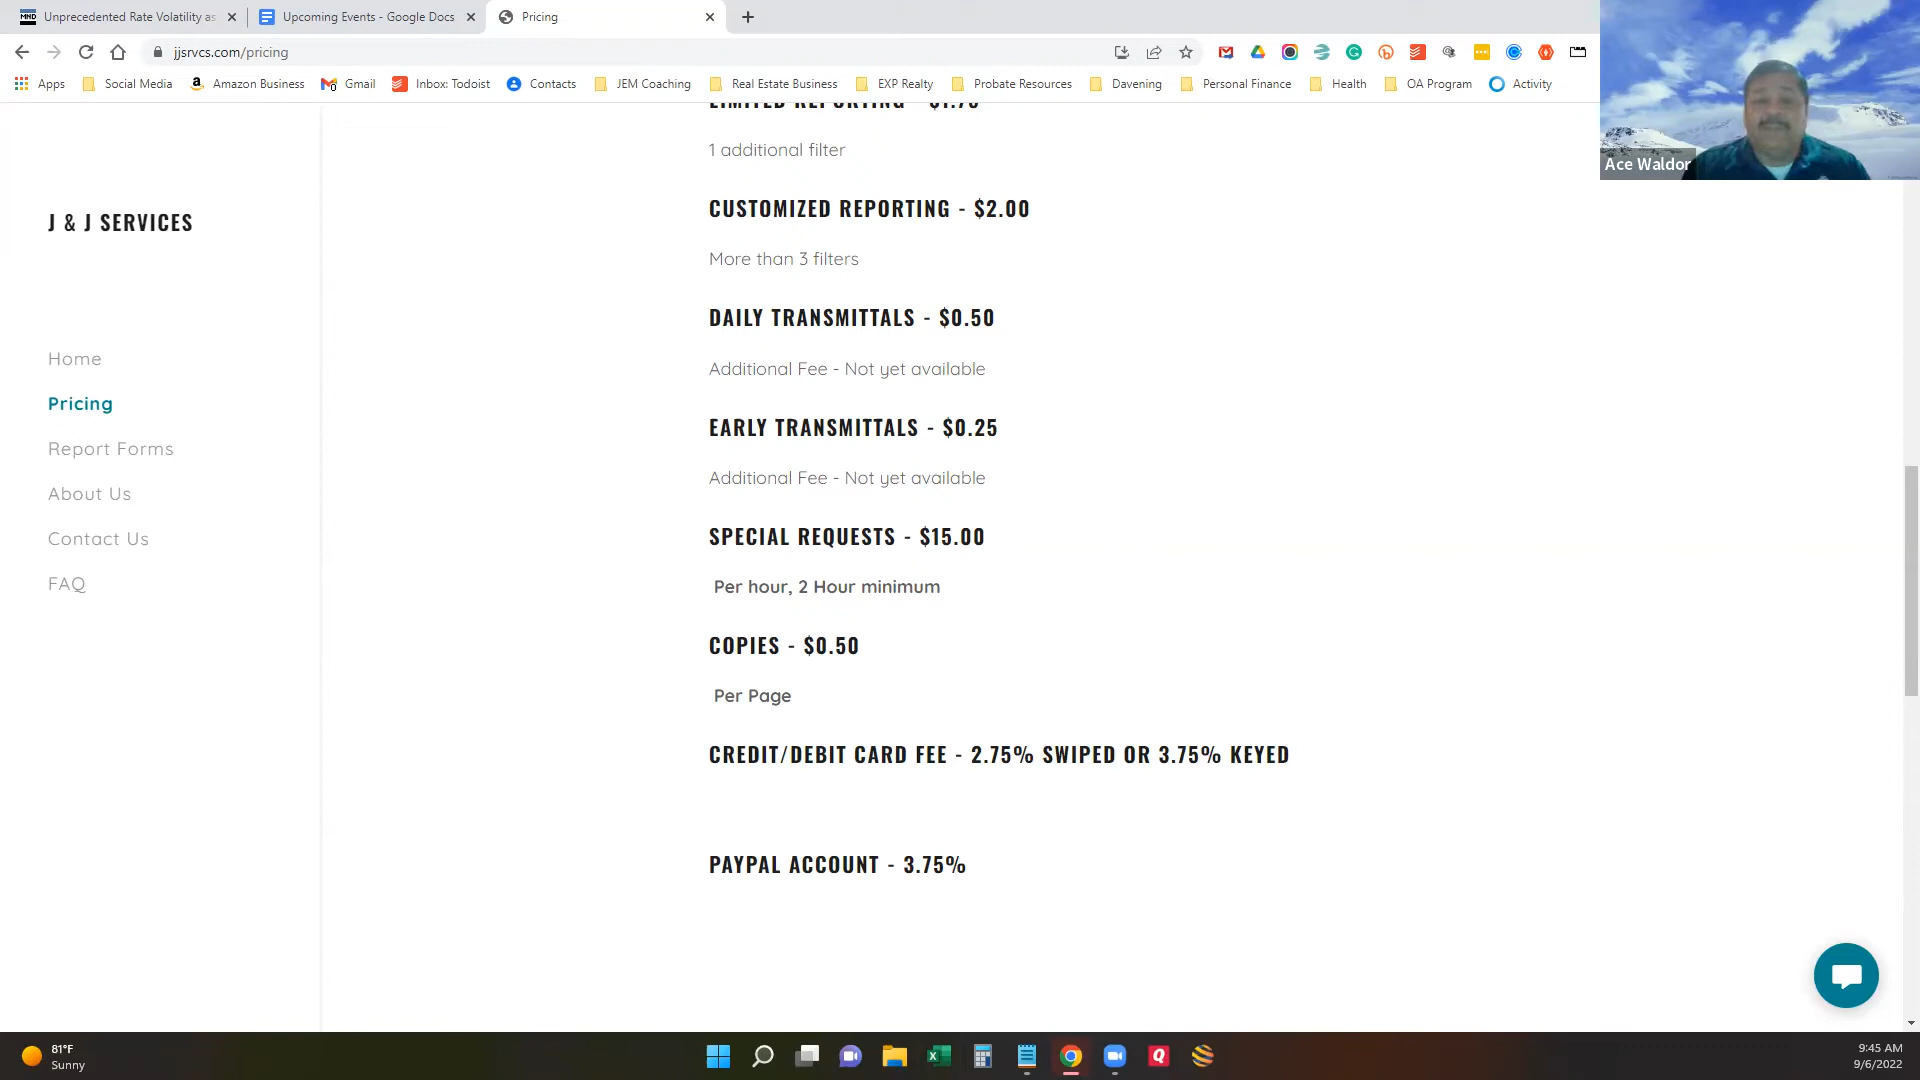 Unprecedented Rate Volatility as
Upcoming Events - Google Docs
Pricing
jjsrvcs.com/pricing
Apps
Social Media
Amazon Business
Gmail
Inbox: Todoist
Contacts
JEM Coaching
Real Estate Business
EXP Realty
Probate Resources
Davening
Personal Finance
Health
OA Program
Activity
Ace Waldor
J & J SERVICES
Home
Pricing
Report Forms
About Us
Contact Us
FAQ
LIMITED REPORTING - $1.75
1 additional filter
CUSTOMIZED REPORTING - $2.00
More than 3 filters
DAILY TRANSMITTALS - $0.50
Additional Fee - Not yet available
EARLY TRANSMITTALS - $0.25
Additional Fee - Not yet available
SPECIAL REQUESTS - $15.00
Per hour, 2 Hour minimum
COPIES - $0.50
Per Page
CREDIT/DEBIT CARD FEE - 2.75% SWIPED OR 3.75% KEYED
PAYPAL ACCOUNT - 3.75%
81°F
Sunny
9:45 AM
9/6/2022